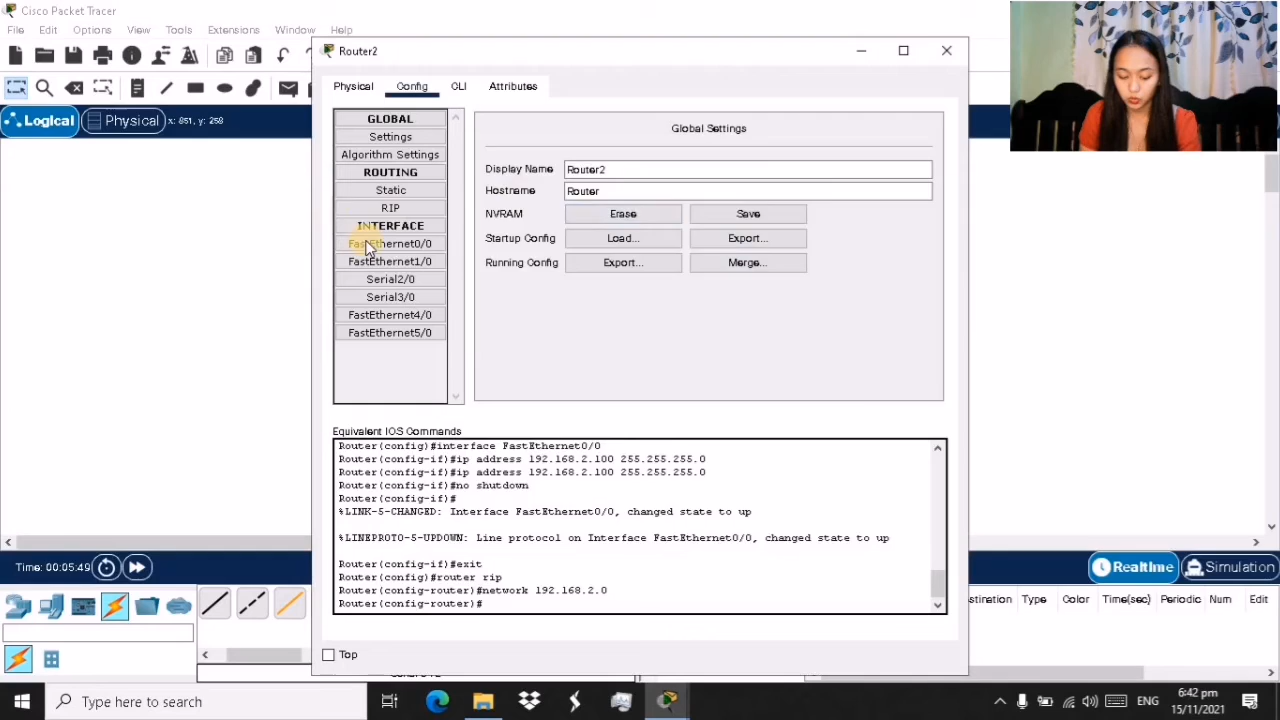 Cisco Packet Tracer
File Edit Options View Tools Extensions Window Help
Router2
Physical Config CLI Attributes
Logical Physical x: 851, y: 258
GLOBAL
Settings
Algorithm Settings
ROUTING
Static
RIP
INTERFACE
FastEthernet0/0
FastEthernet1/0
Serial2/0
Serial3/0
FastEthernet4/0
FastEthernet5/0
Global Settings
Display Name Router2
Hostname Router
NVRAM Erase Save
Startup Config Load... Export...
Running Config Export... Merge...
Equivalent IOS Commands
Router(config)#interface FastEthernet0/0
Router(config-if)#ip address 192.168.2.100 255.255.255.0
Router(config-if)#ip address 192.168.2.100 255.255.255.0
Router(config-if)#no shutdown
Router(config-if)#
%LINK-5-CHANGED: Interface FastEthernet0/0, changed state to up
%LINEPROTO-5-UPDOWN: Line protocol on Interface FastEthernet0/0, changed state to up
Router(config-if)#exit
Router(config)#router rip
Router(config-router)#network 192.168.2.0
Router(config-router)#
Top
Time: 00:05:49
Realtime Simulation
stination Type Color Time(sec) Periodic Num Edit
Type here to search
ENG
6:42 pm
15/11/2021